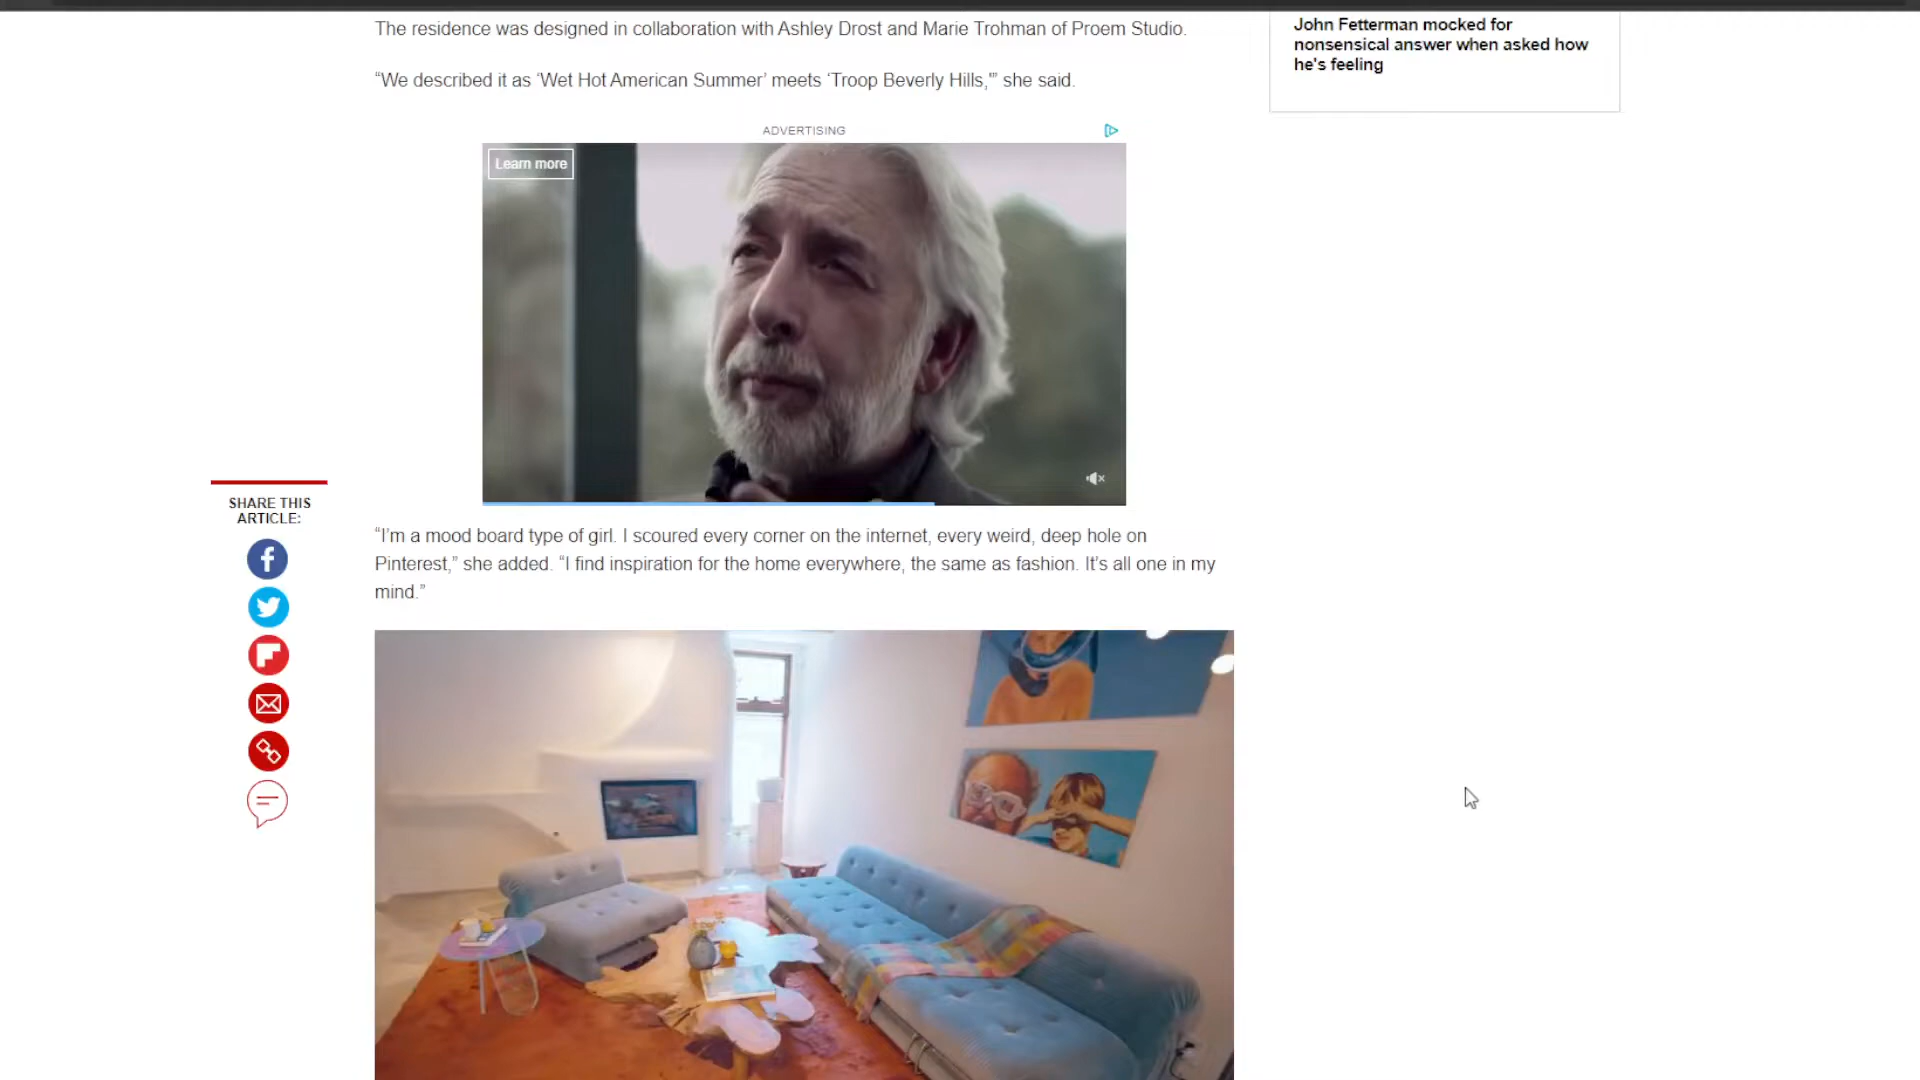 The residence was designed in collaboration with Ashley Drost and Marie Trohman of Proem Studio.
“We described it as ‘Wet Hot American Summer’ meets ‘Troop Beverly Hills,’” she said.
John Fetterman mocked for
nonsensical answer when asked how
he's feeling
ADVERTISING
Learn more
“I’m a mood board type of girl. I scoured every corner on the internet, every weird, deep hole on
Pinterest,” she added. “I find inspiration for the home everywhere, the same as fashion. It’s all one in my
mind.”
SHARE THIS
ARTICLE: